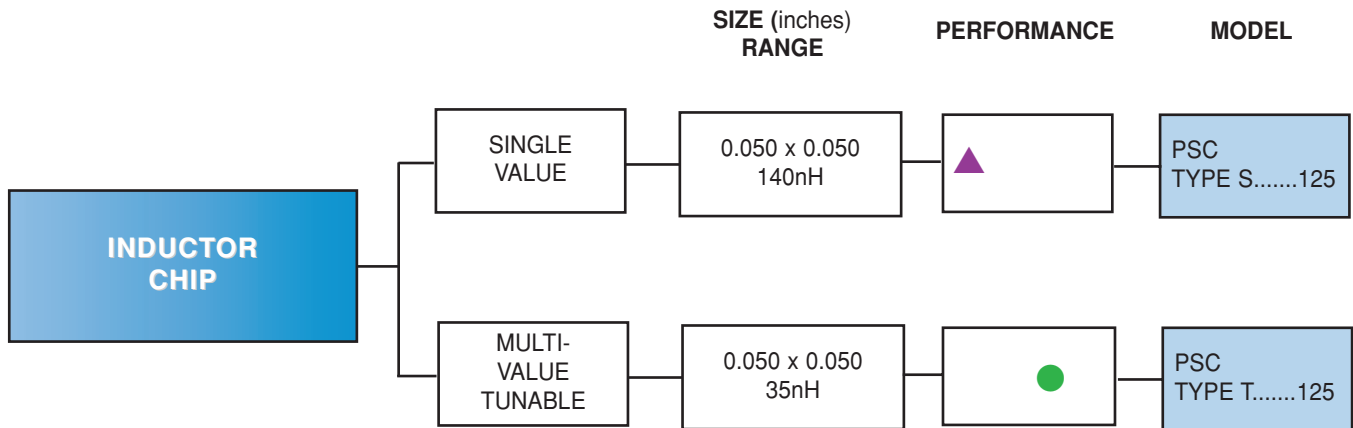 SIZE (inches)
RANGE
PERFORMANCE
MODEL
INDUCTOR
CHIP
SINGLE
VALUE
0.050 x 0.050
140nH
PSC
TYPE S.......125
MULTI-
VALUE
TUNABLE
0.050 x 0.050
35nH
PSC
TYPE T.......125